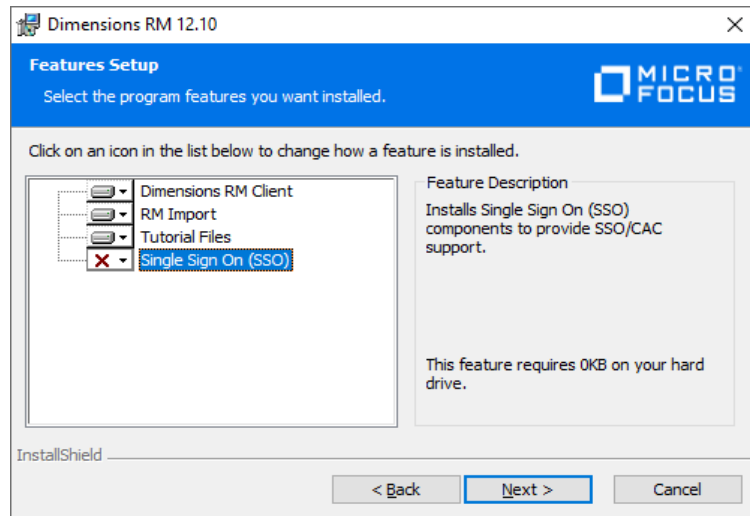 Dimensions RM 12.10
Features Setup
Select the program features you want installed.
MICRO
FOCUS
Click on an icon in the list below to change how a feature is installed.
Dimensions RM Client
RM Import
Tutorial Files
Single Sign On (SSO)
Feature Description
Installs Single Sign On (SSO)
components to provide SSO/CAC
support.
This feature requires 0KB on your hard
drive.
InstallShield
< Back
Next >
Cancel